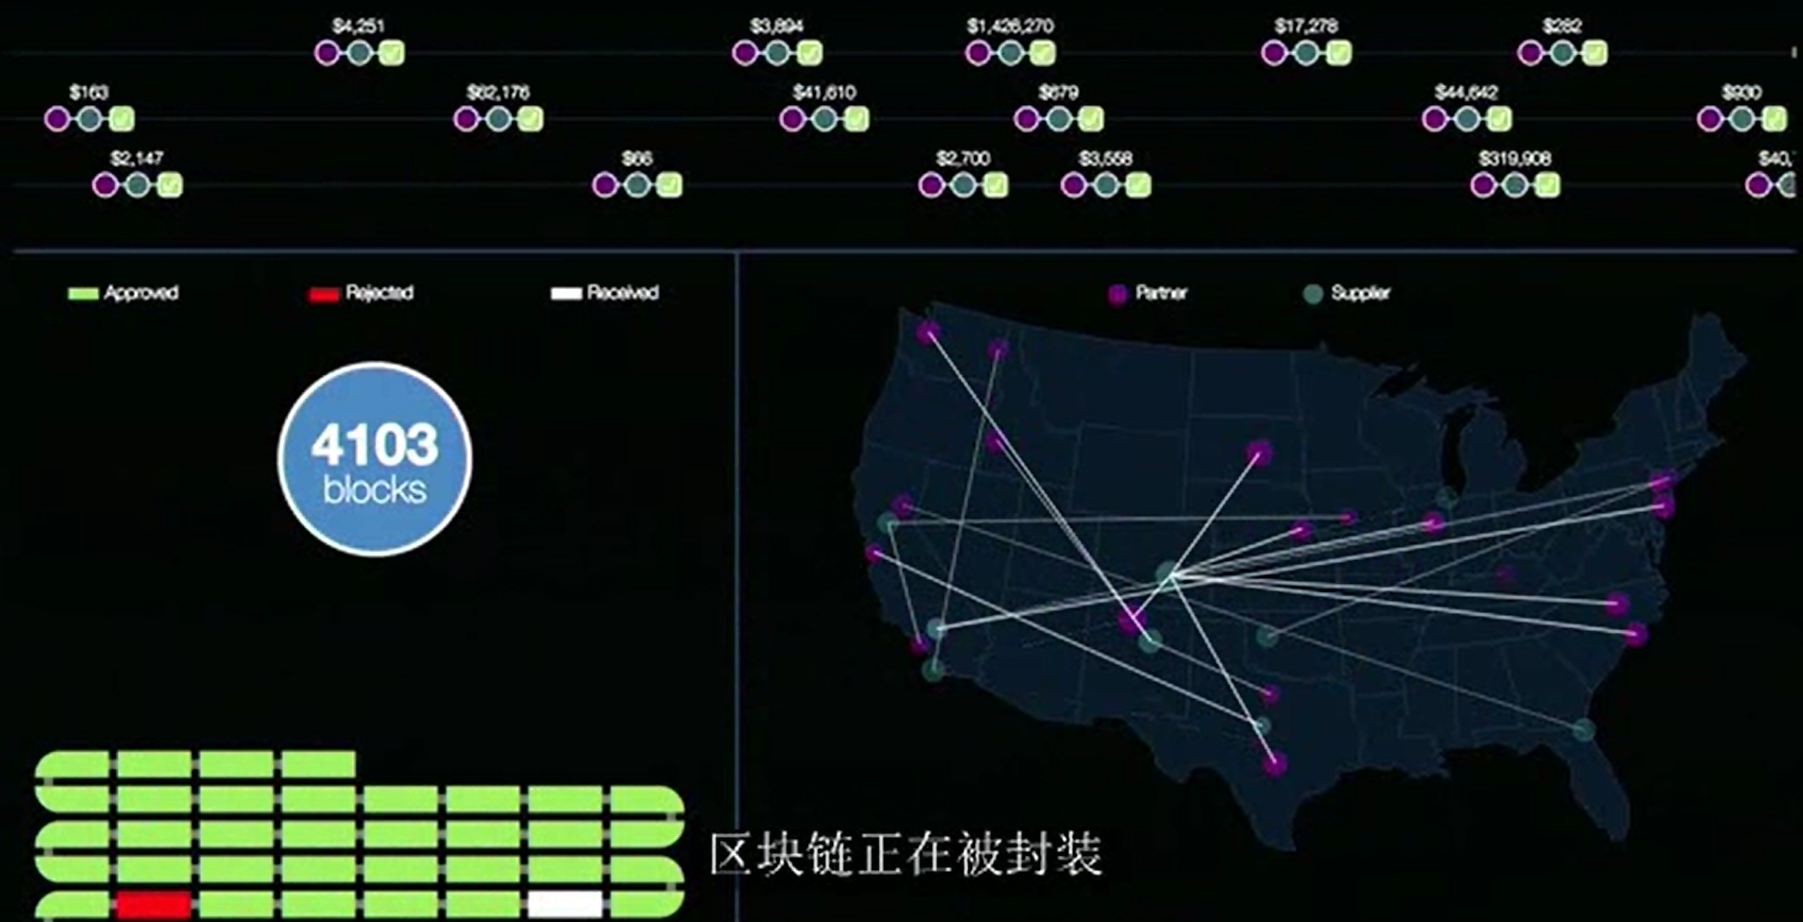 $4,251 $3,894 $1,426,270 $17,278 $282
$163 $62,176 $41,610 $679 $44,642 $930
$2,147 $66 $2,700 $3,558 $319,908 $40,
Approved Rejected Received
Partner Supplier
4103
blocks
区块链正在被封装